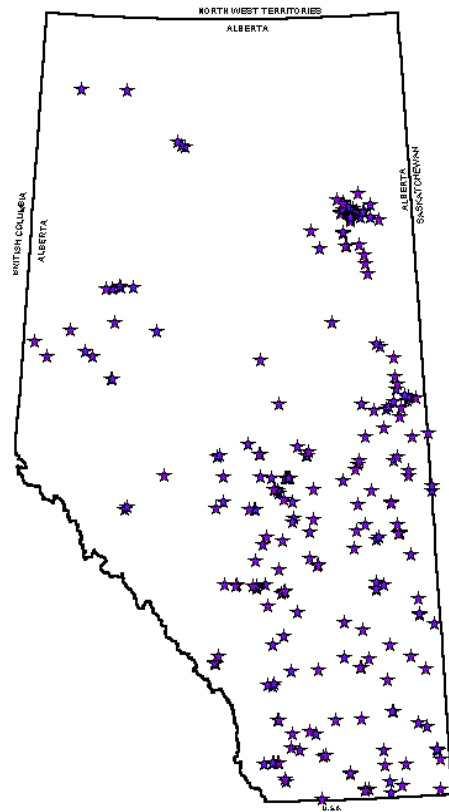 NORTH WEST TERRITORIES
ALBERTA
BRITISH COLUMBIA
ALBERTA
ALBERTA
SASKATCHEWAN
U.S.A.